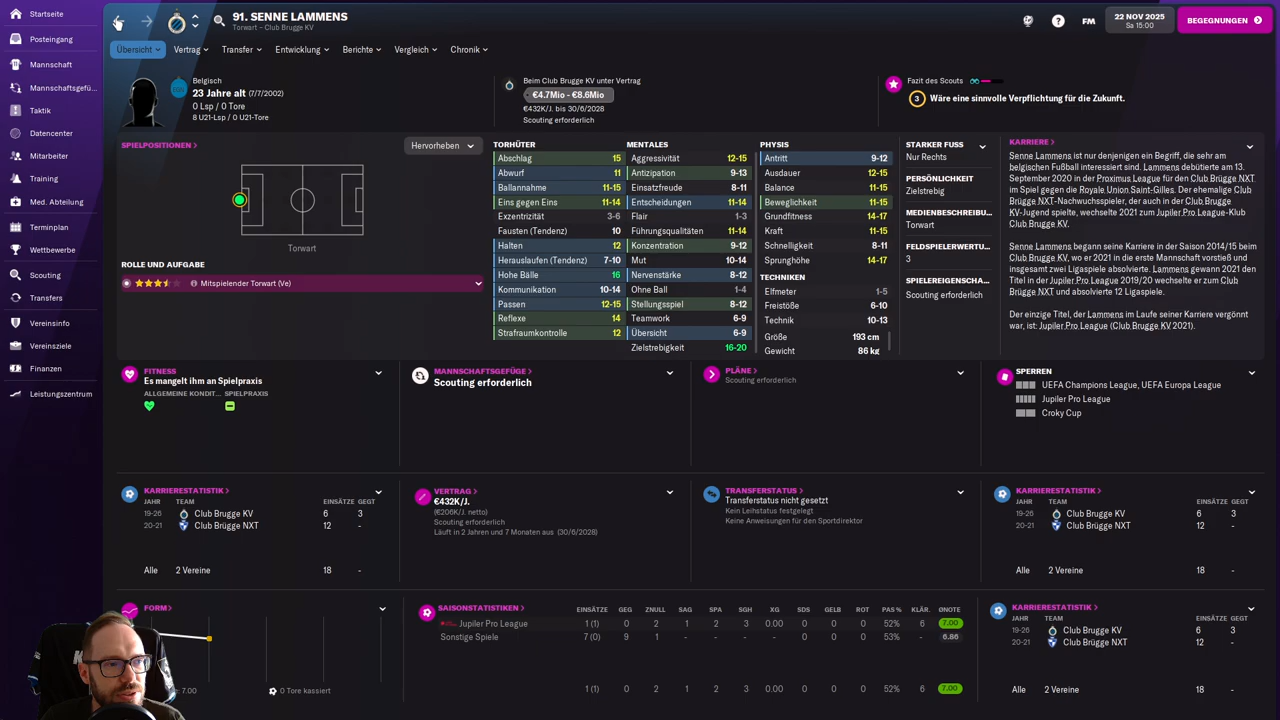 Startseite
Posteingang
Mannschaft
Mannschaftsgefü...
Taktik
Datencenter
Mitarbeiter
Training
Med. Abteilung
Terminplan
Wettbewerbe
Scouting
Transfers
Vereinsinfo
Vereinsziele
Finanzen
Leistungszentrum
91. SENNE LAMMENS
Torwart - Club Brugge KV
FM
22 NOV 2025
Sa 15:00
BEGEGNUNGEN
Übersicht
Vertrag
Transfer
Entwicklung
Berichte
Vergleich
Chronik
Belgisch
23 Jahre alt (7/7/2002)
0 Lsp / 0 Tore
8 U21-Lsp / 0 U21-Tore
Beim Club Brugge KV unter Vertrag
€4.7Mio - €8.6Mio
€432K/J. bis 30/6/2028
Scouting erforderlich
Fazit des Scouts
3 Wäre eine sinnvolle Verpflichtung für die Zukunft.
SPIELPOSITIONEN
Hervorheben
Torwart
ROLLE UND AUFGABE
Mitspielender Torwart (Ve)
TORHÜTER
Abschlag 15
Abwurf 11
Ballannahme 11-15
Eins gegen Eins 11-14
Exzentrizität 3-6
Fausten (Tendenz) 10
Halten 12
Herauslaufen (Tendenz) 7-10
Hohe Bälle 16
Kommunikation 10-14
Passen 12-15
Reflexe 14
Strafraumkontrolle 12
MENTALES
Aggressivität 12-15
Antizipation 9-13
Einsatzfreude 8-11
Entscheidungen 11-14
Flair 1-3
Führungsqualitäten 11-14
Konzentration 9-12
Mut 10-14
Nervenstärke 8-12
Ohne Ball 1-4
Stellungsspiel 8-12
Teamwork 6-9
Übersicht 6-9
Zielstrebigkeit 16-20
PHYSIS
Antritt 9-12
Ausdauer 12-15
Balance 11-15
Beweglichkeit 11-15
Grundfitness 14-17
Kraft 11-15
Schnelligkeit 8-11
Sprunghöhe 14-17
TECHNIKEN
Elfmeter 1-5
Freistöße 6-10
Technik 10-13
Größe 193 cm
Gewicht 86 kg
STARKER FUSS
Nur Rechts
PERSÖNLICHKEIT
Zielstrebig
MEDIENBESCHREIBU...
Torwart
FELDSPIELERWERTU...
3
SPIELEREIGENSCHA...
Scouting erforderlich
KARRIERE
Senne Lammens ist nur denjenigen ein Begriff, die sehr am
belgischen Fußball interessiert sind. Lammens debütierte am 13.
September 2020 in der Proximus League für den Club Brugge NXT
im Spiel gegen die Royale Union Saint-Gilles. Der ehemalige Club
Brugge NXT-Nachwuchsspieler, der auch in der Club Brugge
KV-Jugend spielte, wechselte 2021 zum Jupiler Pro League-Klub
Club Brugge KV.
Senne Lammens begann seine Karriere in der Saison 2014/15 beim
Club Brugge KV, wo er 2021 in die erste Mannschaft vorstieß und
insgesamt zwei Ligaspiele absolvierte. Lammens gewann 2021 den
Titel in der Jupiler Pro League 2019/20 wechselte er zum Club
Brügge NXT und absolvierte 12 Ligaspiele.
Der einzige Titel, der Lammens im Laufe seiner Karriere vergönnt
war, ist: Jupiler Pro League (Club Brugge KV 2021).
FITNESS
Es mangelt ihm an Spielpraxis
ALLGEMEINE KONDIT... SPIELPRAXIS
MANNSCHAFTSGEFÜGE
Scouting erforderlich
PLÄNE
Scouting erforderlich
SPERREN
UEFA Champions League, UEFA Europa League
Jupiler Pro League
Croky Cup
KARRIERESTATISTIK
JAHR TEAM EINSÄTZE GEGT
19-26 Club Brugge KV 6 3
20-21 Club Brugge NXT 12 -
Alle 2 Vereine 18 -
VERTRAG
€432K/J.
(€206K/J. netto)
Scouting erforderlich
Läuft in 2 Jahren und 7 Monaten aus (30/6/2028)
TRANSFERSTATUS
Transferstatus nicht gesetzt
Kein Leihstatus festgelegt
Keine Anweisungen für den Sportdirektor
KARRIERESTATISTIK
JAHR TEAM EINSÄTZE GEGT
19-26 Club Brugge KV 6 3
20-21 Club Brugge NXT 12 -
Alle 2 Vereine 18 -
FORM
7.00
0 Tore kassiert
SAISONSTATISTIKEN
EINSÄTZE GEG ZNULL SAG SPA SGH XG SDS GELB ROT PAS % KLÄR. ØNOTE
Jupiler Pro League 1 (1) 0 2 1 2 3 0.00 0 0 0 52% 6 7.00
Sonstige Spiele 7 (0) 9 1 - - - - 0 0 0 53% - 6.86
1 (1) 0 2 1 2 3 0.00 0 0 0 52% 6 7.00
KARRIERESTATISTIK
JAHR TEAM EINSÄTZE GEGT
19-26 Club Brugge KV 6 3
20-21 Club Brugge NXT 12 -
Alle 2 Vereine 18 -